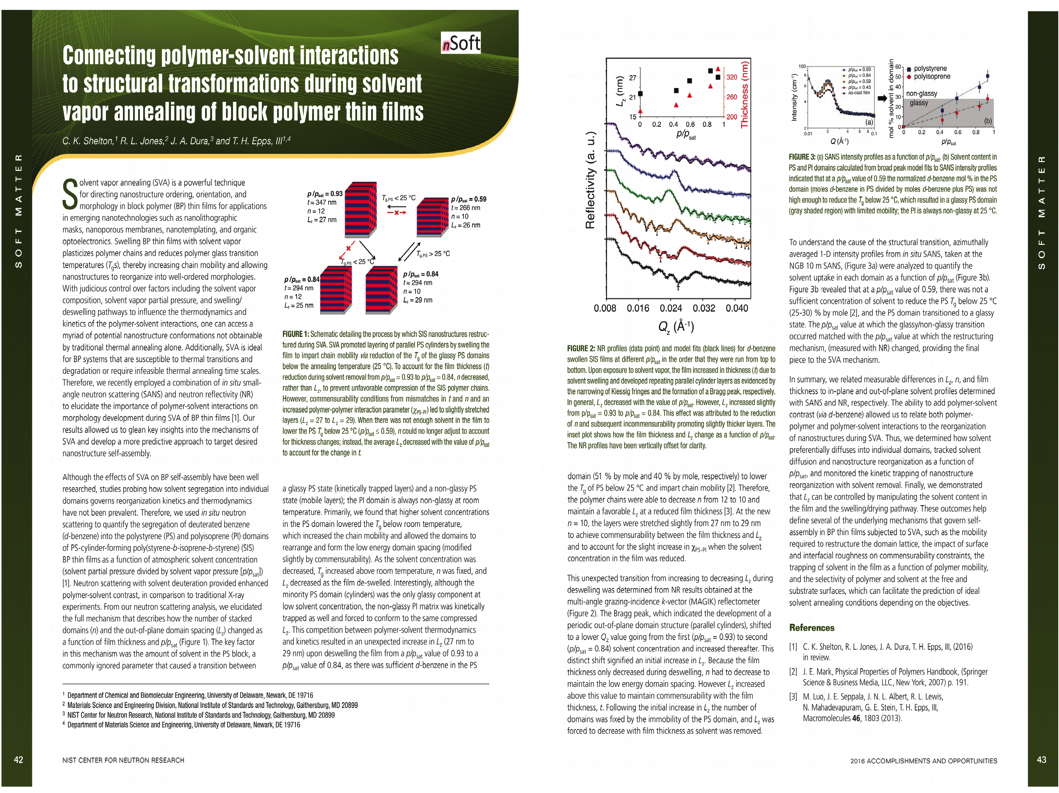 nSoft
Connecting polymer-solvent interactions
to structural transformations during solvent
vapor annealing of block polymer thin films
C. K. Shelton,¹ R. L. Jones,² J. A. Dura,³ and T. H. Epps, III¹,⁴
SOFT MATTER
Solvent vapor annealing (SVA) is a powerful technique
for directing nanostructure ordering, orientation, and
morphology in block polymer (BP) thin films for applications
in emerging nanotechnologies such as nanolithographic
masks, nanoporous membranes, nanotemplating, and organic
optoelectronics. Swelling BP thin films with solvent vapor
plasticizes polymer chains and reduces polymer glass transition
temperatures (Tgs), thereby increasing chain mobility and allowing
nanostructures to reorganize into well-ordered morphologies.
With judicious control over factors including the solvent vapor
composition, solvent vapor partial pressure, and swelling/
deswelling pathways to influence the thermodynamics and
kinetics of the polymer-solvent interactions, one can access a
myriad of potential nanostructure conformations not obtainable
by traditional thermal annealing alone. Additionally, SVA is ideal
for BP systems that are susceptible to thermal transitions and
degradation or require infeasible thermal annealing time scales.
Therefore, we recently employed a combination of in situ small-
angle neutron scattering (SANS) and neutron reflectivity (NR)
to elucidate the importance of polymer-solvent interactions on
morphology development during SVA of BP thin films [1]. Our
results allowed us to glean key insights into the mechanisms of
SVA and develop a more predictive approach to target desired
nanostructure self-assembly.
Although the effects of SVA on BP self-assembly have been well
researched, studies probing how solvent segregation into individual
domains governs reorganization kinetics and thermodynamics
have not been prevalent. Therefore, we used in situ neutron
scattering to quantify the segregation of deuterated benzene
(d-benzene) into the polystyrene (PS) and polyisoprene (PI) domains
of PS-cylinder-forming poly(styrene-b-isoprene-b-styrene) (SIS)
BP thin films as a function of atmospheric solvent concentration
(solvent partial pressure divided by solvent vapor pressure [p/psat])
[1]. Neutron scattering with solvent deuteration provided enhanced
polymer-solvent contrast, in comparison to traditional X-ray
experiments. From our neutron scattering analysis, we elucidated
the full mechanism that describes how the number of stacked
domains (n) and the out-of-plane domain spacing (Lz) changed as
a function of film thickness and p/psat (Figure 1). The key factor
in this mechanism was the amount of solvent in the PS block, a
commonly ignored parameter that caused a transition between
p/psat = 0.93
t = 347 nm
n = 12
Lz = 27 nm
Tg,PS < 25 °C
p/psat = 0.59
t = 266 nm
n = 10
Lz = 26 nm
Tg,PS < 25 °C
Tg,PS > 25 °C
p/psat = 0.84
t = 294 nm
n = 12
Lz = 25 nm
p/psat = 0.84
t = 294 nm
n = 10
Lz = 29 nm
FIGURE 1: Schematic detailing the process by which SIS nanostructures restruc-
tured during SVA. SVA promoted layering of parallel PS cylinders by swelling the
film to impart chain mobility via reduction of the Tg of the glassy PS domains
below the annealing temperature (25 °C). To account for the film thickness (t)
reduction during solvent removal from p/psat = 0.93 to p/psat = 0.84, n decreased,
rather than Lz, to prevent unfavorable compression of the SIS polymer chains.
However, commensurability conditions from mismatches in t and n and an
increased polymer-polymer interaction parameter (χPS-PI) led to slightly stretched
layers (Lz = 27 to Lz = 29). When there was not enough solvent in the film to
lower the PS Tg below 25 °C (p/psat ≤ 0.59), n could no longer adjust to account
for thickness changes; instead, the average Lz decreased with the value of p/psat
to account for the change in t.
a glassy PS state (kinetically trapped layers) and a non-glassy PS
state (mobile layers); the PI domain is always non-glassy at room
temperature. Primarily, we found that higher solvent concentrations
in the PS domain lowered the Tg below room temperature,
which increased the chain mobility and allowed the domains to
rearrange and form the low energy domain spacing (modified
slightly by commensurability). As the solvent concentration was
decreased, Tg increased above room temperature, n was fixed, and
Lz decreased as the film de-swelled. Interestingly, although the
minority PS domain (cylinders) was the only glassy component at
low solvent concentration, the non-glassy PI matrix was kinetically
trapped as well and forced to conform to the same compressed
Lz. This competition between polymer-solvent thermodynamics
and kinetics resulted in an unexpected increase in Lz (27 nm to
29 nm) upon deswelling the film from a p/psat value of 0.93 to a
p/psat value of 0.84, as there was sufficient d-benzene in the PS
¹ Department of Chemical and Biomolecular Engineering, University of Delaware, Newark, DE 19716
² Materials Science and Engineering Division, National Institute of Standards and Technology, Gaithersburg, MD 20899
³ NIST Center for Neutron Research, National Institute of Standards and Technology, Gaithersburg, MD 20899
⁴ Department of Materials Science and Engineering, University of Delaware, Newark, DE 19716
42
NIST CENTER FOR NEUTRON RESEARCH
Reflectivity (a. u.)
Lz (nm)
27
21
15
320
260
200
Thickness (nm)
0 0.2 0.4 0.6 0.8 1
p/psat
0.008 0.016 0.024 0.032 0.040
Qz (Å-1)
FIGURE 2: NR profiles (data point) and model fits (black lines) for d-benzene
swollen SIS films at different p/psat in the order that they were run from top to
bottom. Upon exposure to solvent vapor, the film increased in thickness (t) due to
solvent swelling and developed repeating parallel cylinder layers as evidenced by
the narrowing of Kiessig fringes and the formation of a Bragg peak, respectively.
In general, Lz decreased with the value of p/psat. However, Lz increased slightly
from p/psat = 0.93 to p/psat = 0.84. This effect was attributed to the reduction
of n and subsequent incommensurability promoting slightly thicker layers. The
inset plot shows how the film thickness and Lz change as a function of p/psat.
The NR profiles have been vertically offset for clarity.
domain (51 % by mole and 40 % by mole, respectively) to lower
the Tg of PS below 25 °C and impart chain mobility [2]. Therefore,
the polymer chains were able to decrease n from 12 to 10 and
maintain a favorable Lz at a reduced film thickness [3]. At the new
n = 10, the layers were stretched slightly from 27 nm to 29 nm
to achieve commensurability between the film thickness and Lz
and to account for the slight increase in χPS-PI when the solvent
concentration in the film was reduced.
This unexpected transition from increasing to decreasing Lz during
deswelling was determined from NR results obtained at the
multi-angle grazing-incidence k-vector (MAGIK) reflectometer
(Figure 2). The Bragg peak, which indicated the development of a
periodic out-of-plane domain structure (parallel cylinders), shifted
to a lower Qz value going from the first (p/psat = 0.93) to second
(p/psat = 0.84) solvent concentration and increased thereafter. This
distinct shift signified an initial increase in Lz. Because the film
thickness only decreased during deswelling, n had to decrease to
maintain the low energy domain spacing. However Lz increased
above this value to maintain commensurability with the film
thickness, t. Following the initial increase in Lz the number of
domains was fixed by the immobility of the PS domain, and Lz was
forced to decrease with film thickness as solvent was removed.
Intensity (cm-1)
p/psat = 0.93
p/psat = 0.84
p/psat = 0.59
p/psat = 0.43
as-cast film
(a)
Q (Å-1)
mol % solvent in domain
polystyrene
polyisoprene
non-glassy
glassy
(b)
60
50
40
30
20
10
0
0 0.2 0.4 0.6 0.8 1
p/psat
FIGURE 3: (a) SANS intensity profiles as a function of p/psat. (b) Solvent content in
PS and PI domains calculated from broad peak model fits to SANS intensity profiles
indicated that at a p/psat value of 0.59 the normalized d-benzene mol % in the PS
domain (moles d-benzene in PS divided by moles d-benzene plus PS) was not
high enough to reduce the Tg below 25 °C, which resulted in a glassy PS domain
(gray shaded region) with limited mobility; the PI is always non-glassy at 25 °C.
To understand the cause of the structural transition, azimuthally
averaged 1-D intensity profiles from in situ SANS, taken at the
NGB 10 m SANS, (Figure 3a) were analyzed to quantify the
solvent uptake in each domain as a function of p/psat (Figure 3b).
Figure 3b revealed that at a p/psat value of 0.59, there was not a
sufficient concentration of solvent to reduce the PS Tg below 25 °C
(25-30) % by mole [2], and the PS domain transitioned to a glassy
state. The p/psat value at which the glassy/non-glassy transition
occurred matched with the p/psat value at which the restructuring
mechanism, (measured with NR) changed, providing the final
piece to the SVA mechanism.
In summary, we related measurable differences in Lz, n, and film
thickness to in-plane and out-of-plane solvent profiles determined
with SANS and NR, respectively. The ability to add polymer-solvent
contrast (via d-benzene) allowed us to relate both polymer-
polymer and polymer-solvent interactions to the reorganization
of nanostructures during SVA. Thus, we determined how solvent
preferentially diffuses into individual domains, tracked solvent
diffusion and nanostructure reorganization as a function of
p/psat, and monitored the kinetic trapping of nanostructure
reorganiztion with solvent removal. Finally, we demonstrated
that Lz can be controlled by manipulating the solvent content in
the film and the swelling/drying pathway. These outcomes help
define several of the underlying mechanisms that govern self-
assembly in BP thin films subjected to SVA, such as the mobility
required to restructure the domain lattice, the impact of surface
and interfacial roughness on commensurability constraints, the
trapping of solvent in the film as a function of polymer mobility,
and the selectivity of polymer and solvent at the free and
substrate surfaces, which can facilitate the prediction of ideal
solvent annealing conditions depending on the objectives.
References
[1] C. K. Shelton, R. L. Jones, J. A. Dura, T. H. Epps, III, (2016)
in review.
[2] J. E. Mark, Physical Properties of Polymers Handbook, (Springer
Science & Business Media, LLC, New York, 2007) p. 191.
[3] M. Luo, J. E. Seppala, J. N. L. Albert, R. L. Lewis,
N. Mahadevapuram, G. E. Stein, T. H. Epps, III,
Macromolecules 46, 1803 (2013).
SOFT MATTER
2016 ACCOMPLISHMENTS AND OPPORTUNITIES
43